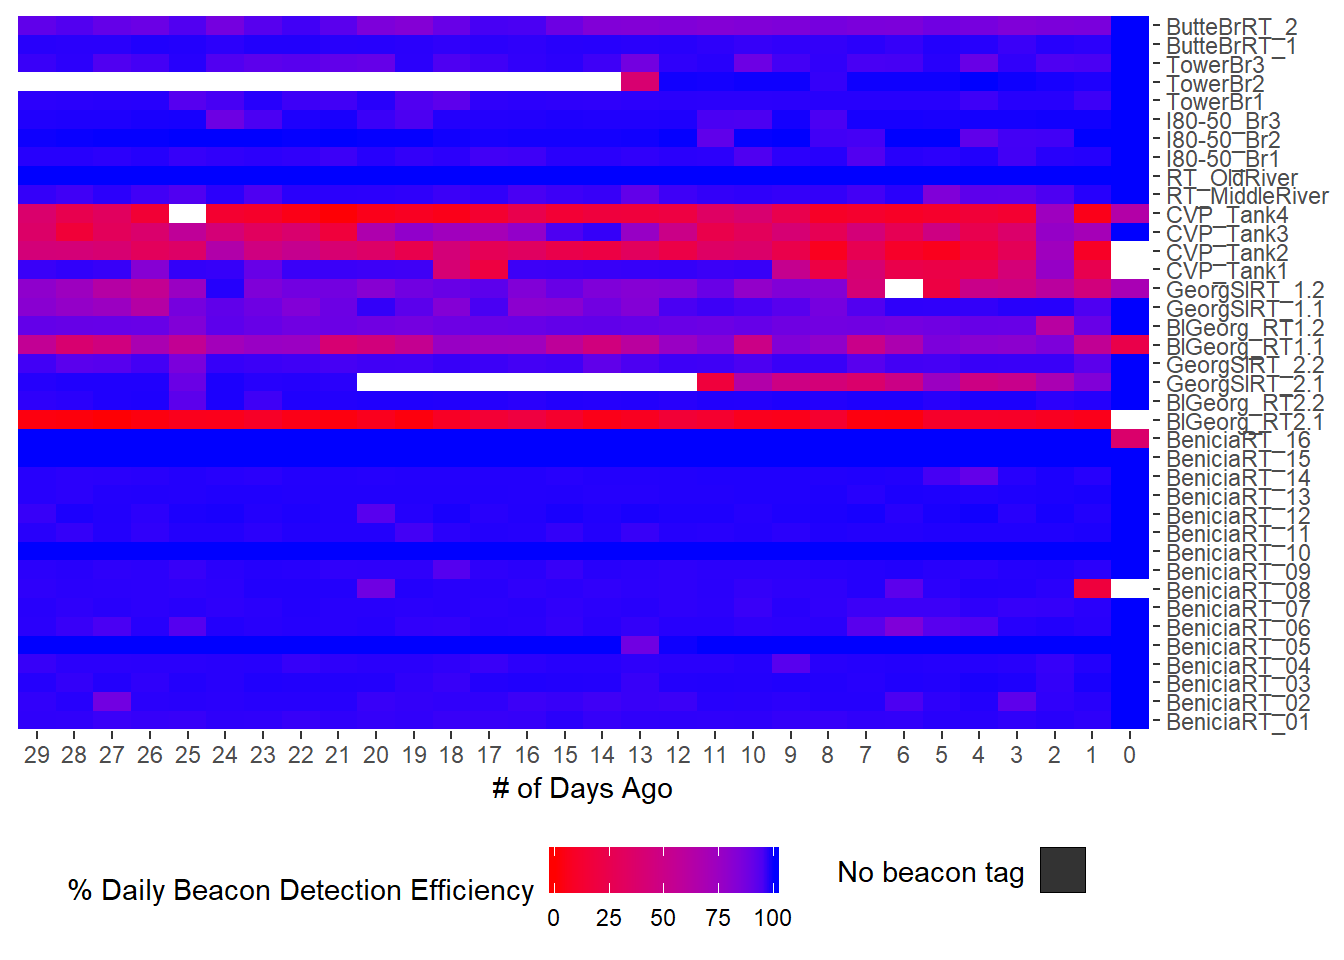 ButteBrRT_2
ButteBrRT_1
TowerBr3
TowerBr2
TowerBr1
I80-50_Br3
I80-50_Br2
I80-50_Br1
RT_OldRiver
RT_MiddleRiver
CVP_Tank4
CVP_Tank3
CVP_Tank2
CVP_Tank1
GeorgSlRT_1.2
GeorgSlRT_1.1
BlGeorg_RT1.2
BlGeorg_RT1.1
GeorgSlRT_2.2
GeorgSlRT_2.1
BlGeorg_RT2.2
BlGeorg_RT2.1
BeniciaRT_16
BeniciaRT_15
BeniciaRT_14
BeniciaRT_13
BeniciaRT_12
BeniciaRT_11
BeniciaRT_10
BeniciaRT_09
BeniciaRT_08
BeniciaRT_07
BeniciaRT_06
BeniciaRT_05
BeniciaRT_04
BeniciaRT_03
BeniciaRT_02
BeniciaRT_01
29 28 27 26 25 24 23 22 21 20 19 18 17 16 15 14 13 12 11 10 9 8 7 6 5 4 3 2 1 0
# of Days Ago
% Daily Beacon Detection Efficiency
0 25 50 75 100
No beacon tag